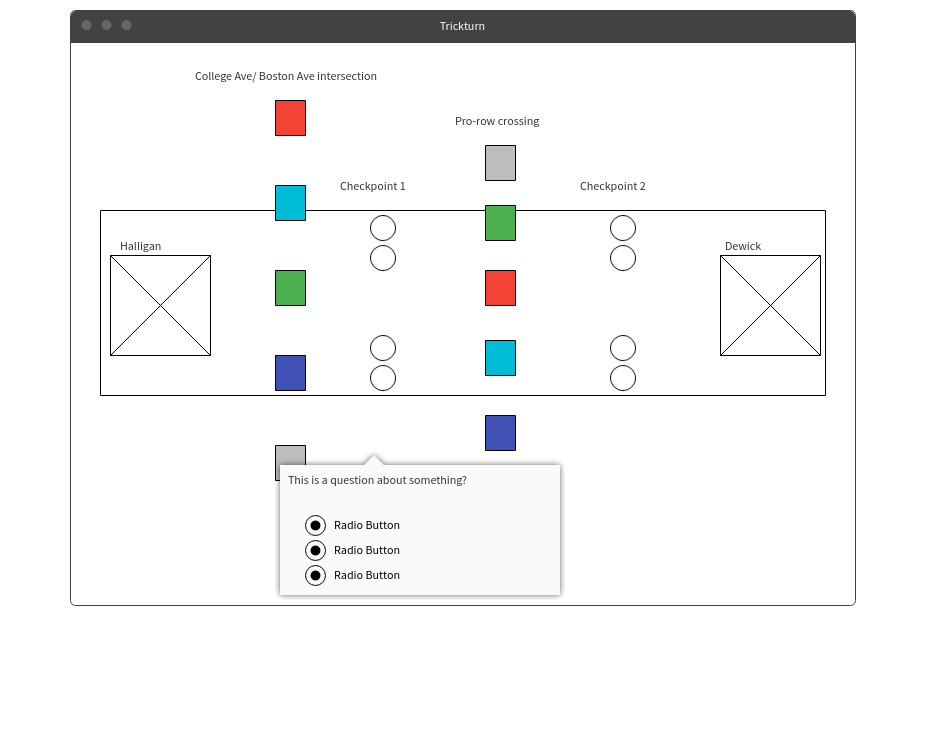 Trickturn
College Ave/ Boston Ave intersection
Pro-row crossing
Checkpoint 1
Checkpoint 2
Halligan
Dewick
This is a question about something?
Radio Button
Radio Button
Radio Button